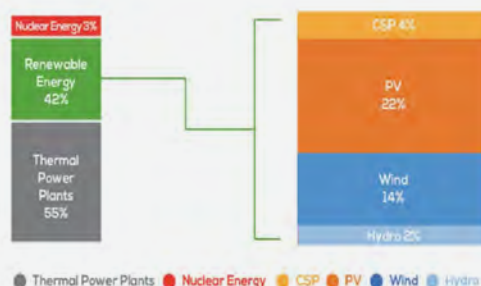 Nuclear Energy 3%
Renewable
Energy
42%
Thermal
Power
Plants
55%
CSP 4%
PV
22%
Wind
14%
Hydro 2%
Thermal Power Plants Nuclear Energy CSP PV Wind Hydro